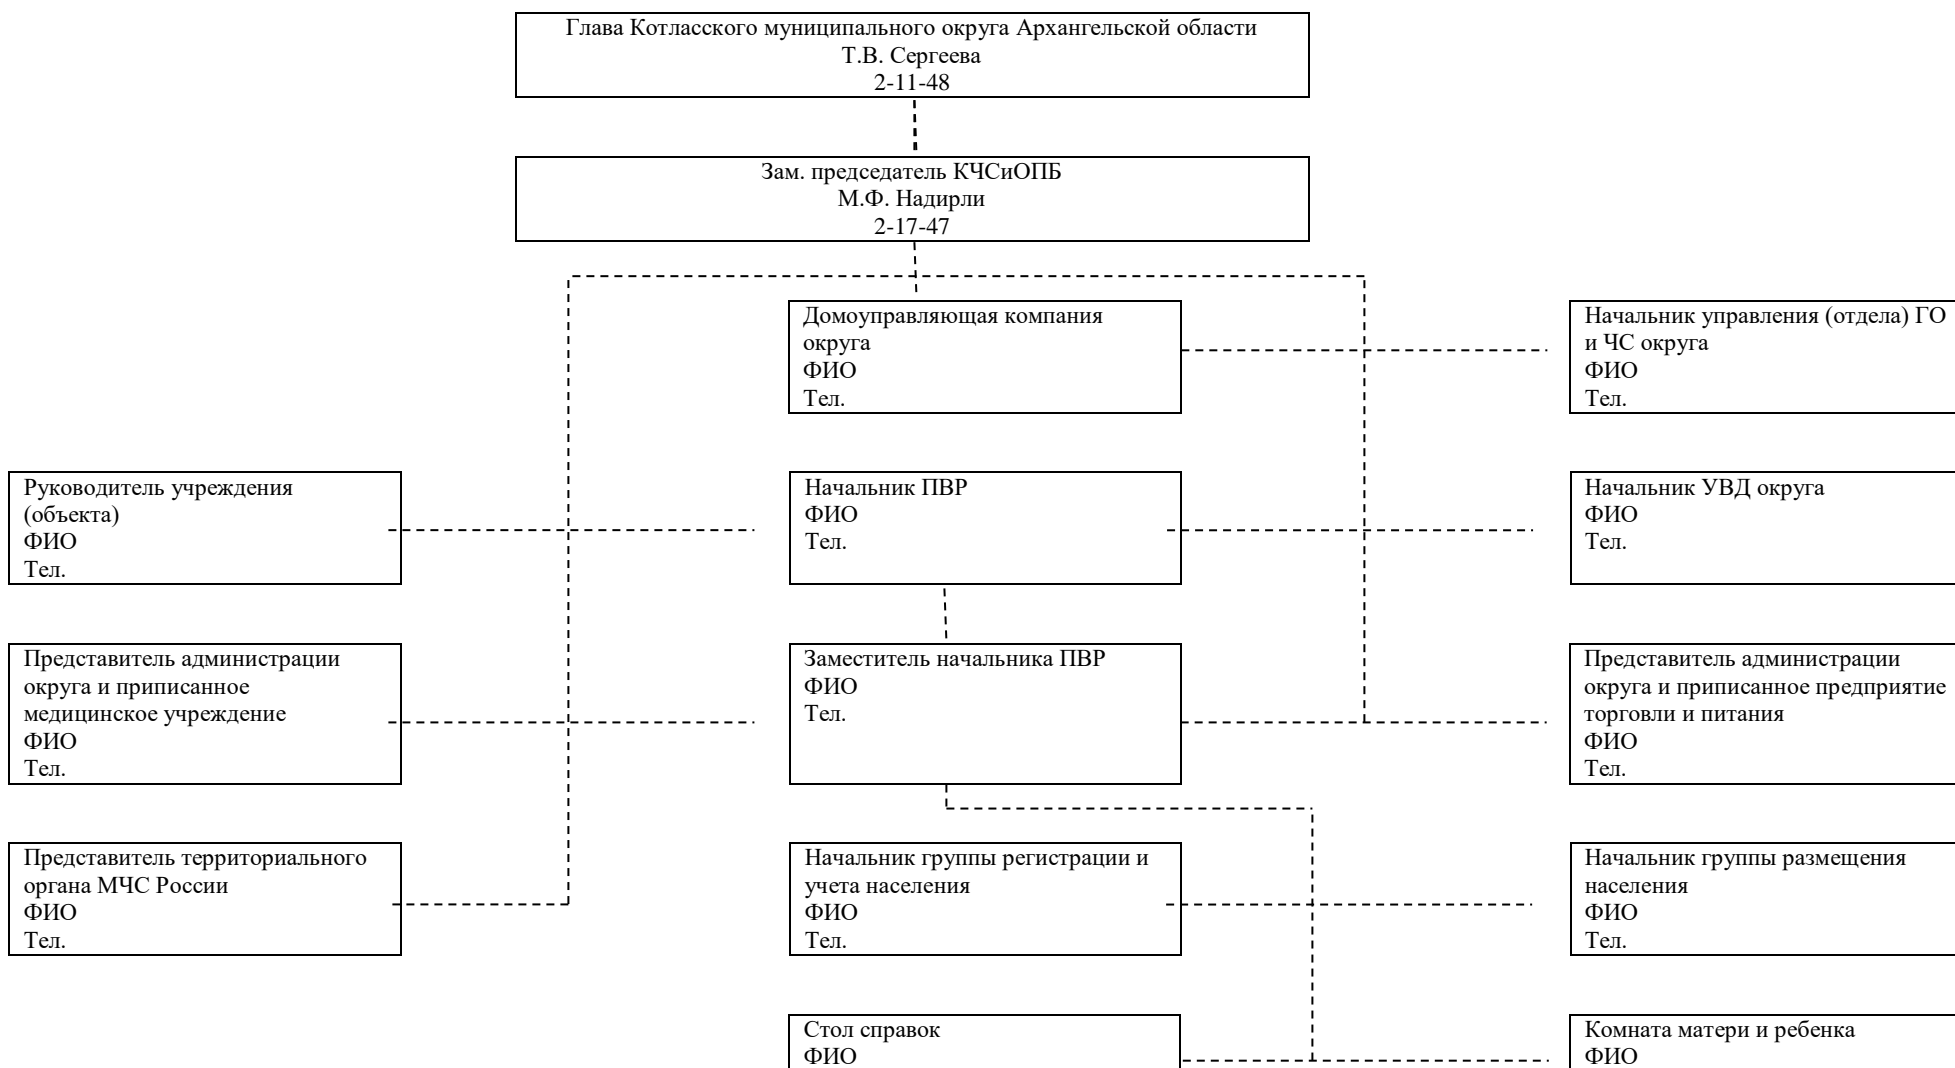 Глава Котласского муниципального округа Архангельской области
Т.В. Сергеева
2-11-48
Зам. председатель КЧСиОПБ
М.Ф. Надирли
2-17-47
Домоуправляющая компания
округа
ФИО
Тел.
Начальник управления (отдела) ГО
и ЧС округа
ФИО
Тел.
Руководитель учреждения
(объекта)
ФИО
Тел.
Начальник ПВР
ФИО
Тел.
Начальник УВД округа
ФИО
Тел.
Представитель администрации
округа и приписанное
медицинское учреждение
ФИО
Тел.
Заместитель начальника ПВР
ФИО
Тел.
Представитель администрации
округа и приписанное предприятие
торговли и питания
ФИО
Тел.
Представитель территориального
органа МЧС России
ФИО
Тел.
Начальник группы регистрации и
учета населения
ФИО
Тел.
Начальник группы размещения
населения
ФИО
Тел.
Стол справок
ФИО
Комната матери и ребенка
ФИО